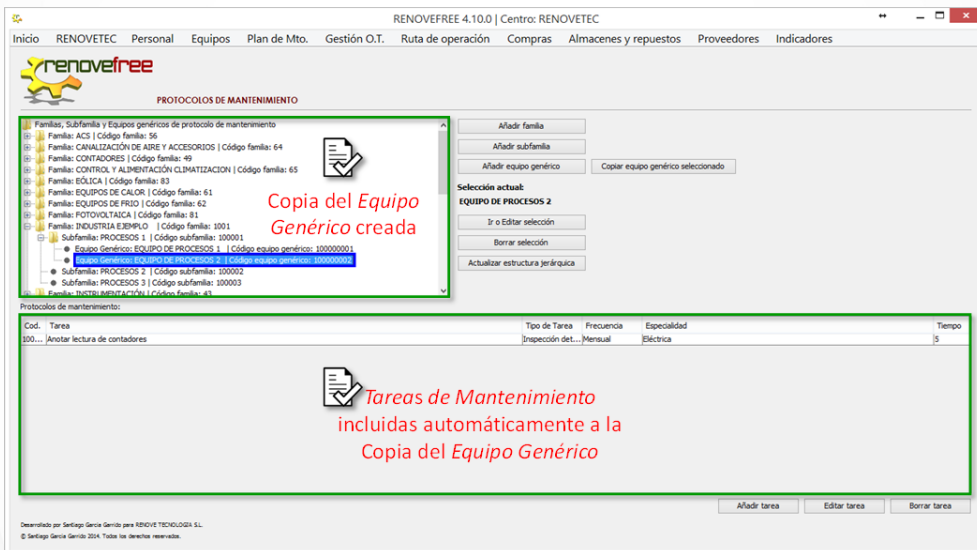 RENOVEFREE 4.10.0 | Centro: RENOVETEC
Inicio RENOVETEC Personal Equipos Plan de Mto. Gestión O.T. Ruta de operación Compras Almacenes y repuestos Proveedores Indicadores
renovefree
PROTOCOLOS DE MANTENIMIENTO
Familias, Subfamilia y Equipos genéricos de protocolo de mantenimiento
Familia: ACS | Código familia: 56
Familia: CANALIZACIÓN DE AIRE Y ACCESORIOS | Código familia: 64
Familia: CONTADORES | Código familia: 49
Familia: CONTROL Y ALIMENTACIÓN CLIMATIZACION | Código familia: 65
Familia: EÓLICA | Código familia: 83
Familia: EQUIPOS DE CALOR | Código familia: 61
Familia: EQUIPOS DE FRIO | Código familia: 62
Familia: FOTOVOLTAICA | Código familia: 81
Familia: INDUSTRIA EJEMPLO | Código familia: 1001
Subfamilia: PROCESOS 1 | Código subfamilia: 100001
Equipo Genérico: EQUIPO DE PROCESOS 1 | Código equipo genérico: 100000001
Equipo Genérico: EQUIPO DE PROCESOS 2 | Código equipo genérico: 100000002
Subfamilia: PROCESOS 2 | Código subfamilia: 100002
Subfamilia: PROCESOS 3 | Código subfamilia: 100003
Familia: INSTRUMENTACIÓN | Código familia: 43
Copia del Equipo
Genérico creada
Añadir familia
Añadir subfamilia
Añadir equipo genérico Copiar equipo genérico seleccionado
Selección actual:
EQUIPO DE PROCESOS 2
Ir o Editar selección
Borrar selección
Actualizar estructura jerárquica
Protocolos de mantenimiento:
Cod. Tarea Tipo de Tarea Frecuencia Especialidad Tiempo
100... Anotar lectura de contadores Inspección det... Mensual Eléctrica 5
Tareas de Mantenimiento
incluidas automáticamente a la
Copia del Equipo Genérico
Añadir tarea Editar tarea Borrar tarea
Desarrollado por Santiago Garcia Garrido para RENOVE TECNOLOGÍA S.L.
© Santiago Garcia Garrido 2014. Todos los derechos reservados.